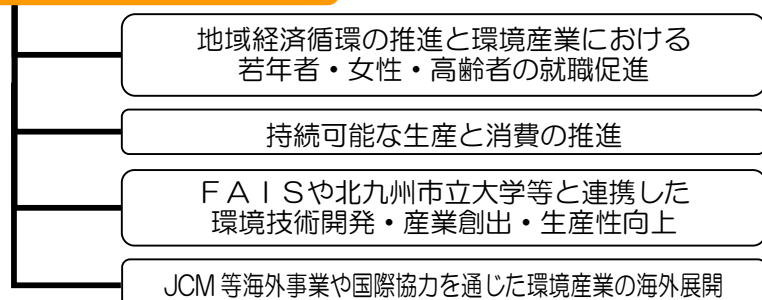 地域経済循環の推進と環境産業における
若年者・女性・高齢者の就職促進
持続可能な生産と消費の推進
ＦＡＩＳや北九州市立大学等と連携した
環境技術開発・産業創出・生産性向上
JCM 等海外事業や国際協力を通じた環境産業の海外展開